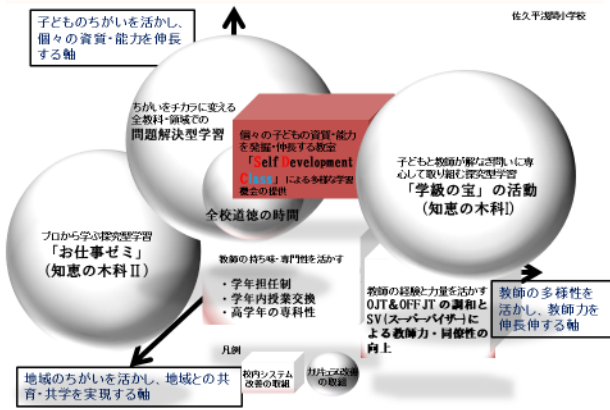 佐久平浅間小学校
子どものちがいを活かし、
個々の資質・能力を伸長
する軸
ちがいをチカラに変える
全教科・領域での
問題解決型学習
個々の子どもの資質・能力
を発掘・伸長する教室
「Self Development
Class」による多様な学習
機会の提供
子どもと教師が解なき問いに専
心して取り組む探究型学習
「学級の宝」の活動
(知恵の木科Ⅰ)
全校道徳の時間
プロから学ぶ探究型学習
「お仕事ゼミ」
(知恵の木科Ⅱ)
教師の持ち味・専門性を活かす
・学年担任制
・学年内授業交換
・高学年の専科性
教師の経験と力量を活かす
OJT&OFFJTの調和と
SV(スーパーバイザー)に
よる教師力・同僚性の
向上
教師の多様性を
活かし、教師力を
伸長伸する軸
凡例
校内システム
改善の取組
カリキュラム改善
の取組
地域のちがいを活かし、地域との共
育・共学を実現する軸